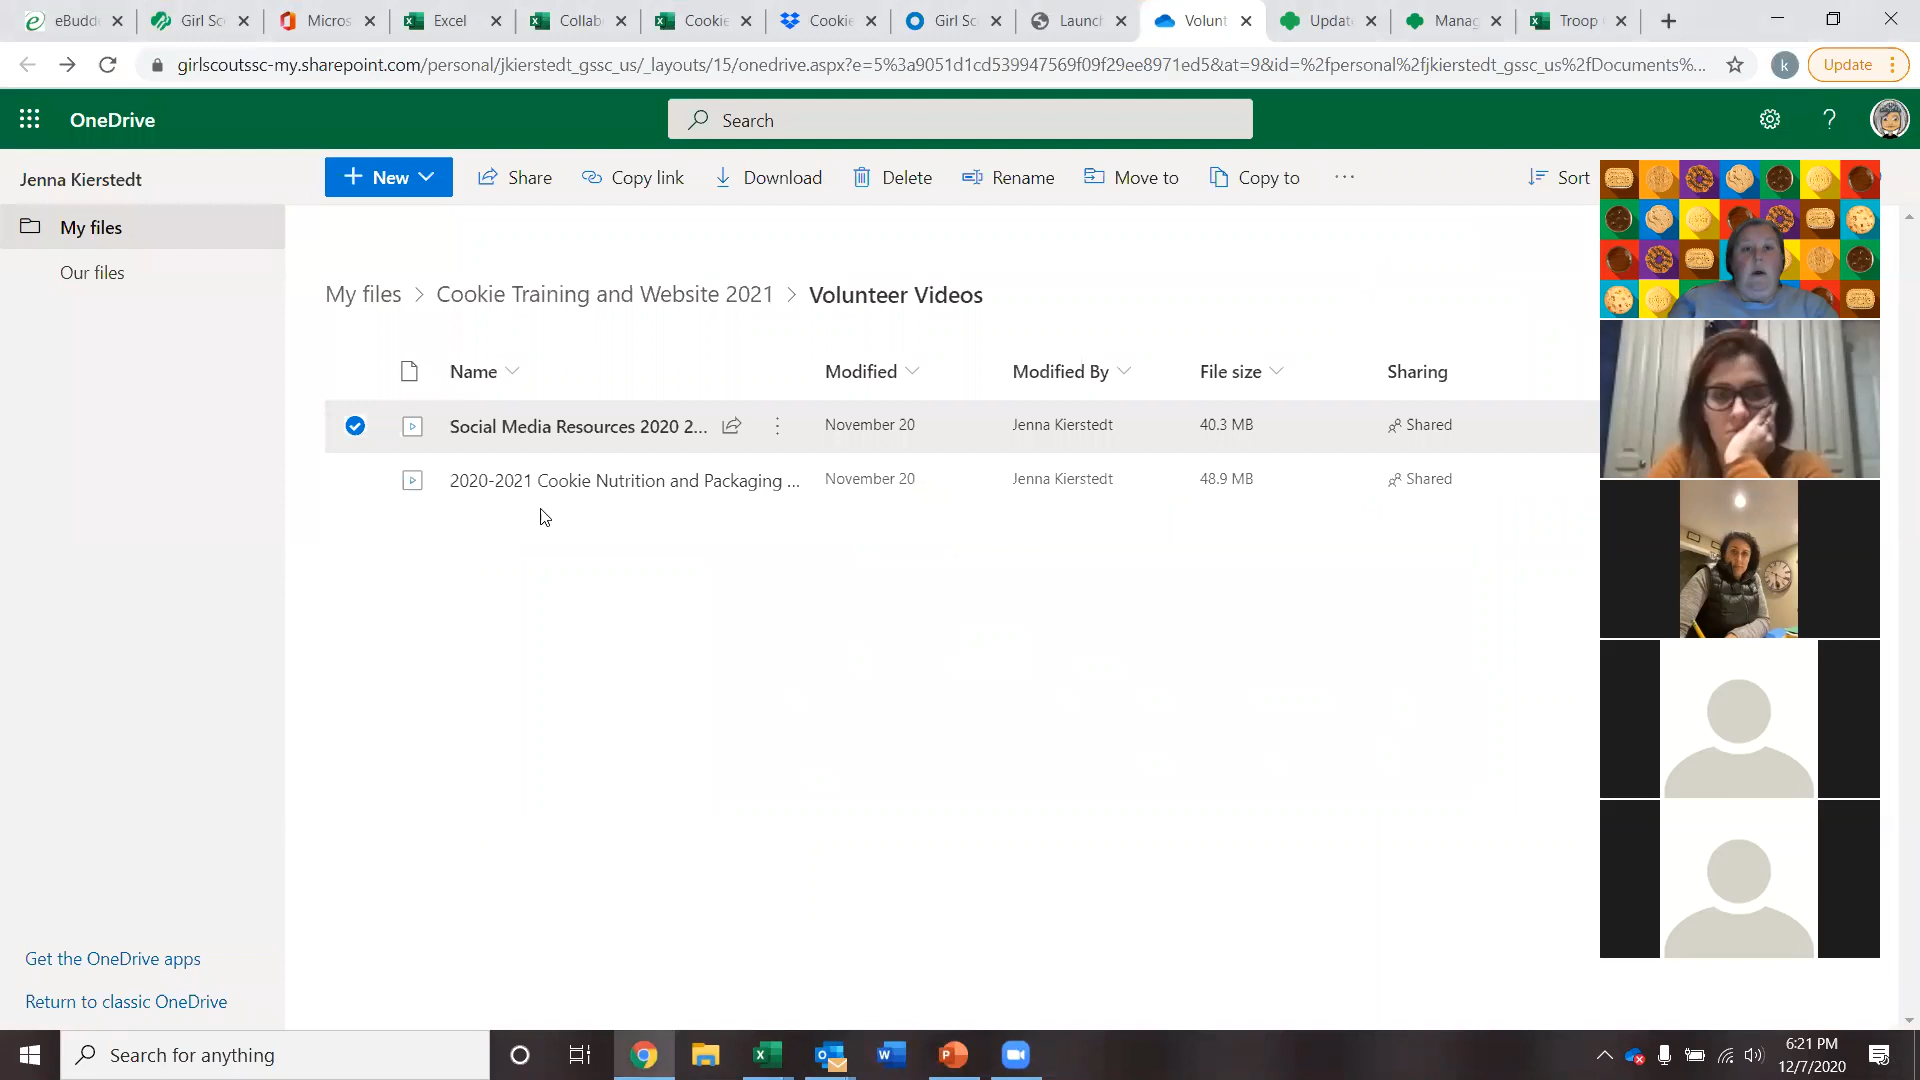 eBudde
Girl Sc
Micros
Excel
Collab
Cookie
Cookie
Girl Sc
Launch
Volunt
Updat
Manag
Troop
girlscoutssc-my.sharepoint.com/personal/jkierstedt_gssc_us/_layouts/15/onedrive.aspx?e=5%3a9051d1cd539947569f09f29ee8971ed5&at=9&id=%2fpersonal%2fjkierstedt_gssc_us%2fDocuments%...
k
Update
OneDrive
Search
Jenna Kierstedt
+ New
Share
Copy link
Download
Delete
Rename
Move to
Copy to
...
Sort
My files
Our files
My files > Cookie Training and Website 2021 > Volunteer Videos
Name Modified Modified By File size Sharing
Social Media Resources 2020 2... November 20 Jenna Kierstedt 40.3 MB Shared
2020-2021 Cookie Nutrition and Packaging ... November 20 Jenna Kierstedt 48.9 MB Shared
Get the OneDrive apps
Return to classic OneDrive
Search for anything
6:21 PM
12/7/2020